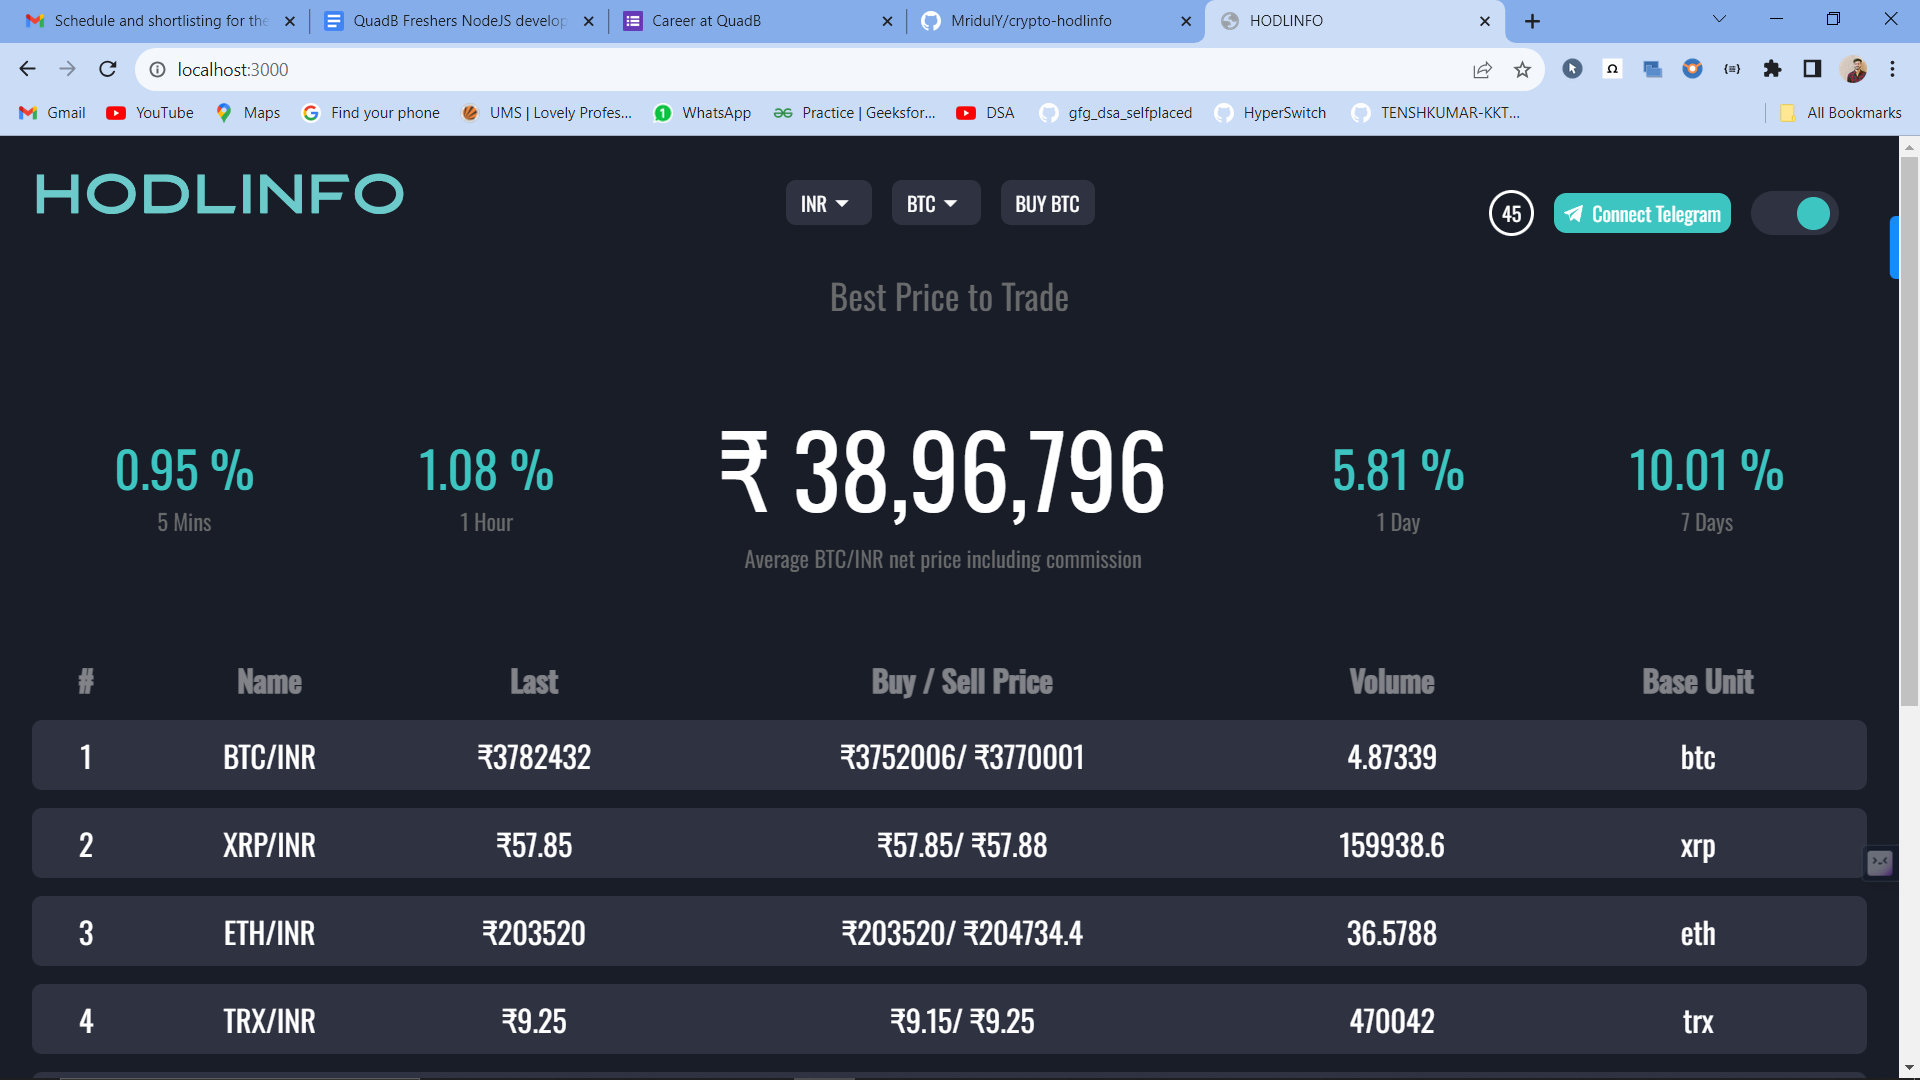 Schedule and shortlisting for the QuadB Freshers NodeJS develop Career at QuadB MridulY/crypto-hodlinfo HODLINFO
localhost:3000
Gmail YouTube Maps Find your phone UMS | Lovely Profes... WhatsApp Practice | Geeksfor... DSA gfg_dsa_selfplaced HyperSwitch TENSHKUMAR-KKT... All Bookmarks
HODLINFO INR BTC BUY BTC 45 Connect Telegram
Best Price to Trade
0.95 % 1.08 % ₹ 38,96,796 5.81 % 10.01 %
5 Mins 1 Hour 1 Day 7 Days
Average BTC/INR net price including commission
# Name Last Buy / Sell Price Volume Base Unit
1 BTC/INR ₹3782432 ₹3752006/ ₹3770001 4.87339 btc
2 XRP/INR ₹57.85 ₹57.85/ ₹57.88 159938.6 xrp
3 ETH/INR ₹203520 ₹203520/ ₹204734.4 36.5788 eth
4 TRX/INR ₹9.25 ₹9.15/ ₹9.25 470042 trx